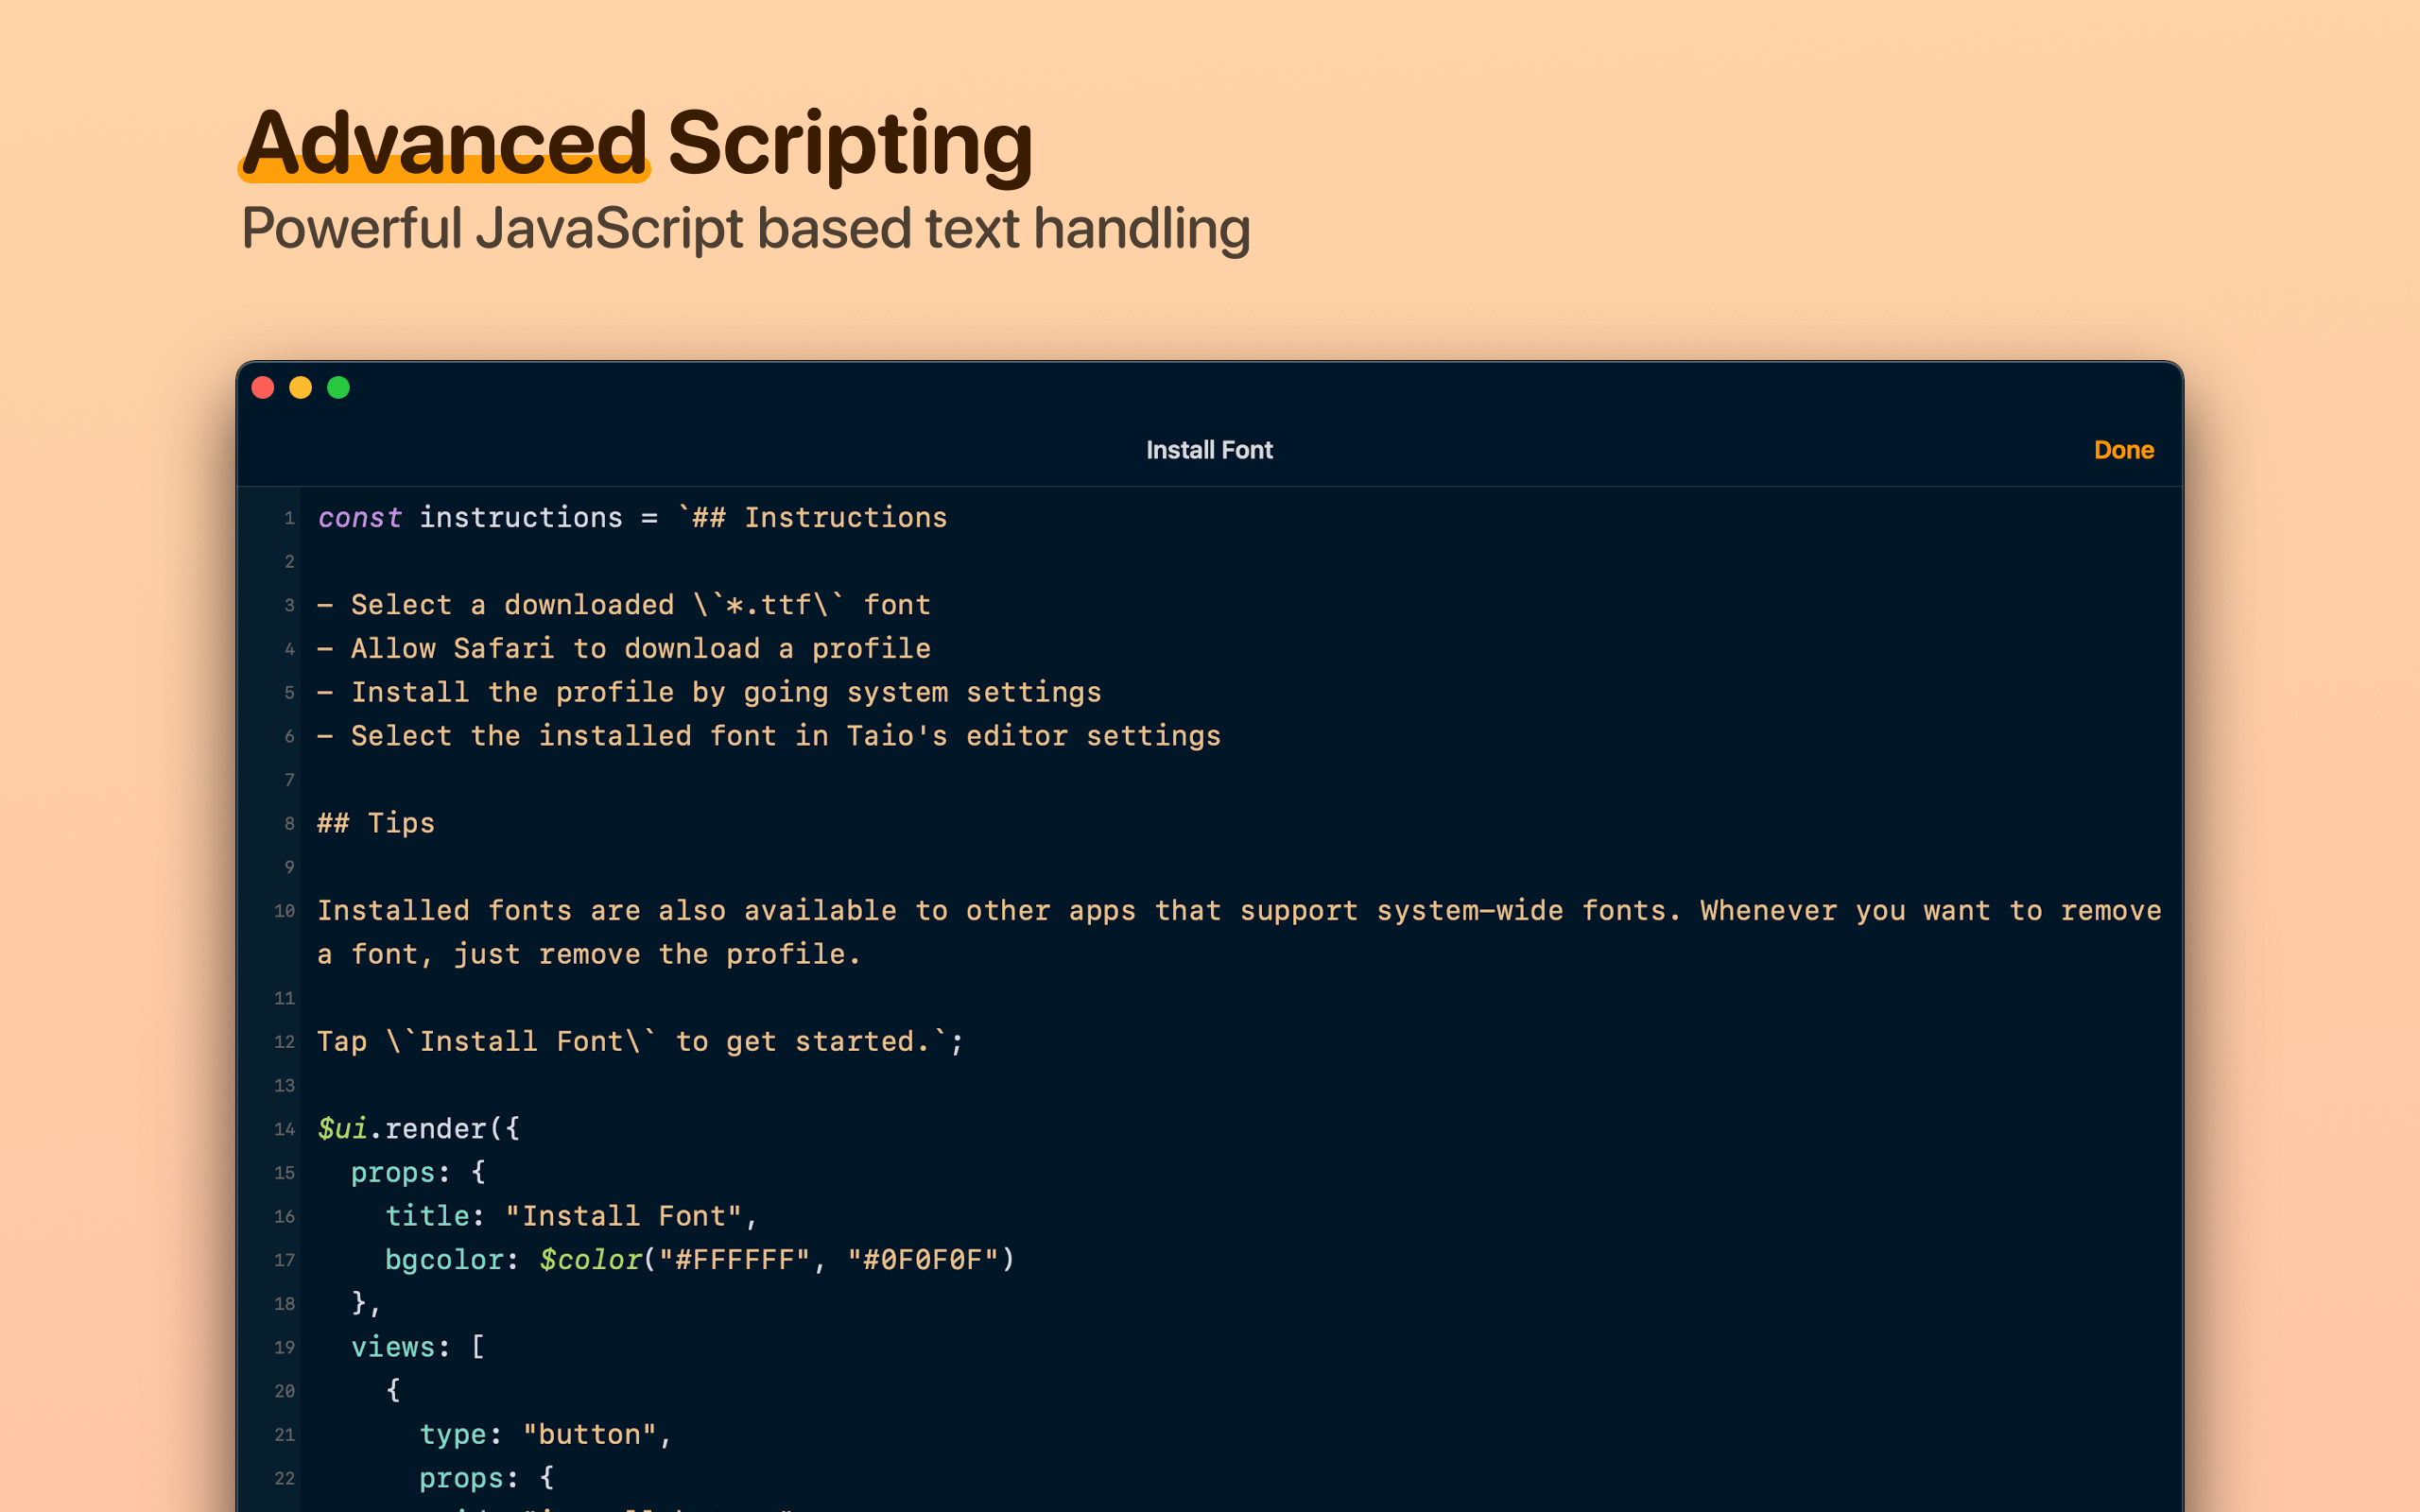 Advanced Scripting
Powerful JavaScript based text handling
Install Font
Done
1 const instructions = `## Instructions
2
3 - Select a downloaded \`*.ttf\` font
4 - Allow Safari to download a profile
5 - Install the profile by going system settings
6 - Select the installed font in Taio's editor settings
7
8 ## Tips
9
10 Installed fonts are also available to other apps that support system-wide fonts. Whenever you want to remove
a font, just remove the profile.
11
12 Tap \`Install Font\` to get started.`;
13
14 $ui.render({
15   props: {
16     title: "Install Font",
17     bgcolor: $color("#FFFFFF", "#0F0F0F")
18   },
19   views: [
20     {
21       type: "button",
22       props: {